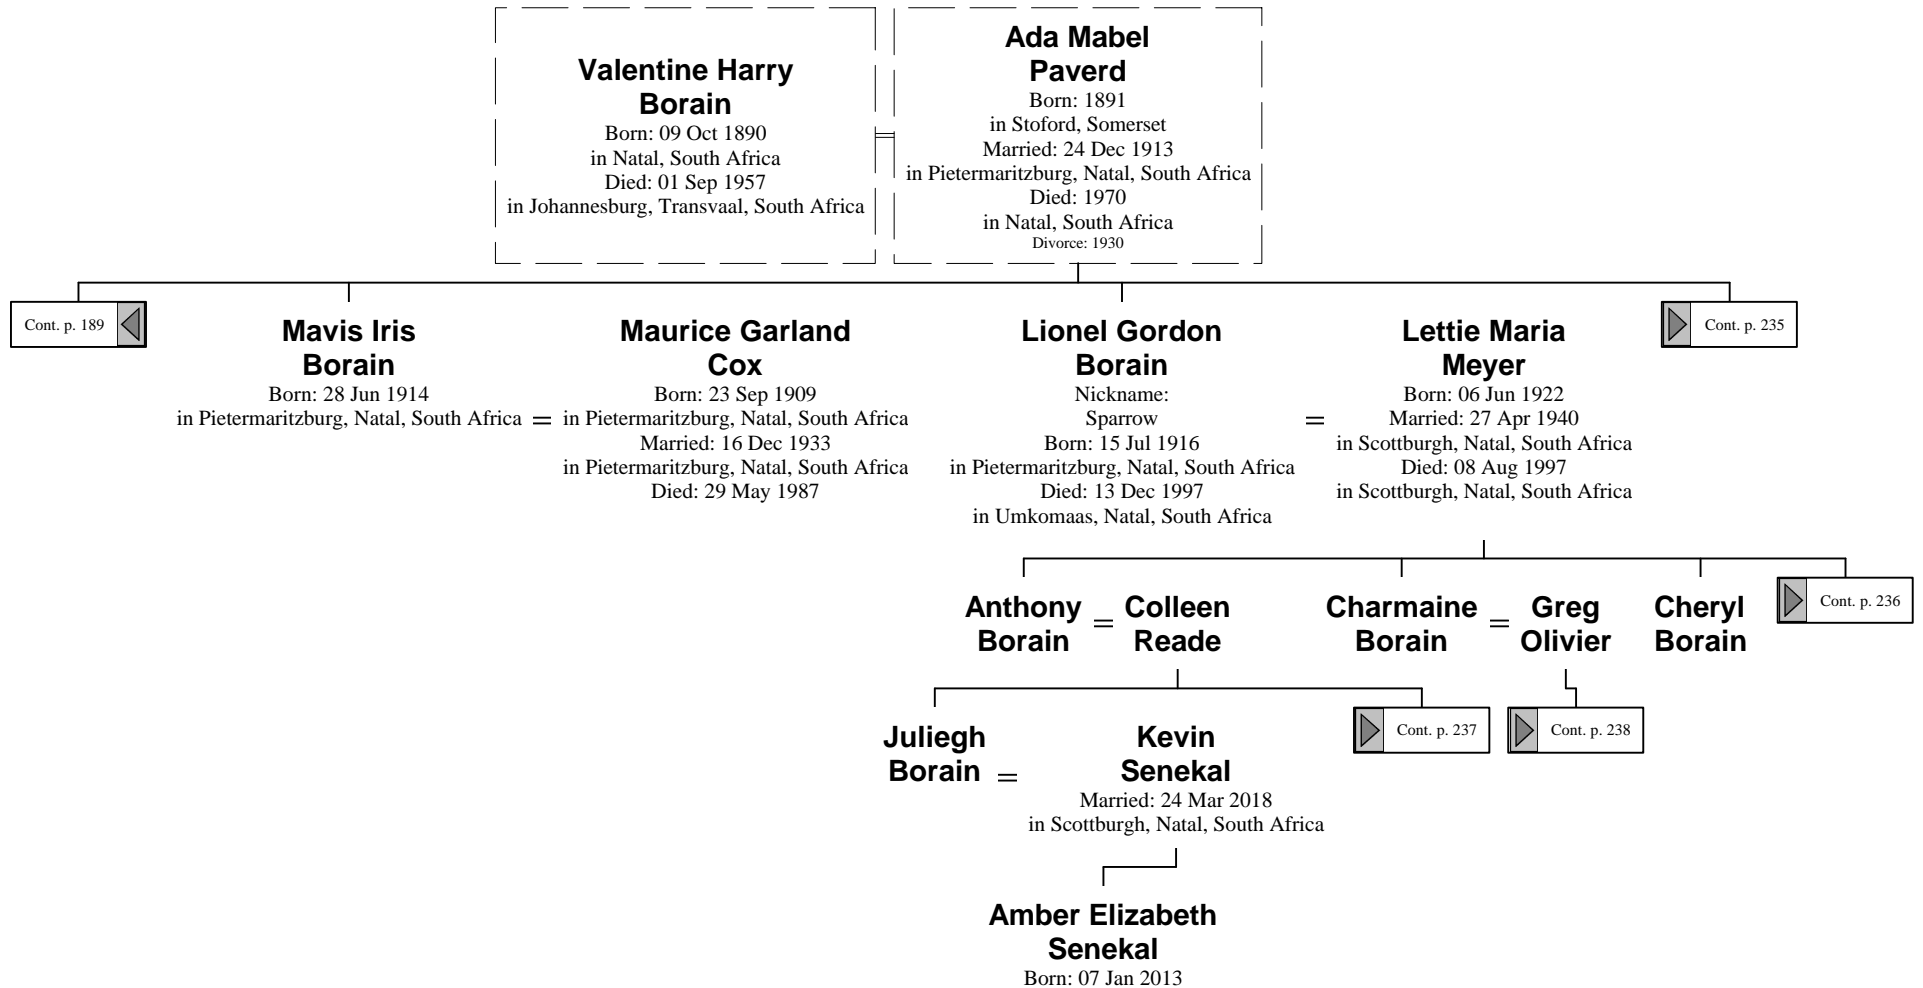 Valentine Harry
Borain
Born: 09 Oct 1890
in Natal, South Africa
Died: 01 Sep 1957
in Johannesburg, Transvaal, South Africa
Ada Mabel
Paverd
Born: 1891
in Stoford, Somerset
Married: 24 Dec 1913
in Pietermaritzburg, Natal, South Africa
Died: 1970
in Natal, South Africa
Divorce: 1930
Cont. p. 189
Mavis Iris
Borain
Born: 28 Jun 1914
in Pietermaritzburg, Natal, South Africa
=
Maurice Garland
Cox
Born: 23 Sep 1909
in Pietermaritzburg, Natal, South Africa
Married: 16 Dec 1933
in Pietermaritzburg, Natal, South Africa
Died: 29 May 1987
Lionel Gordon
Borain
Nickname:
Sparrow
Born: 15 Jul 1916
in Pietermaritzburg, Natal, South Africa
Died: 13 Dec 1997
in Umkomaas, Natal, South Africa
=
Lettie Maria
Meyer
Born: 06 Jun 1922
Married: 27 Apr 1940
in Scottburgh, Natal, South Africa
Died: 08 Aug 1997
in Scottburgh, Natal, South Africa
Cont. p. 235
Anthony
Borain
=
Colleen
Reade
Charmaine
Borain
=
Greg
Olivier
Cheryl
Borain
Cont. p. 236
Juliegh
Borain
=
Kevin
Senekal
Married: 24 Mar 2018
in Scottburgh, Natal, South Africa
Cont. p. 237
Cont. p. 238
Amber Elizabeth
Senekal
Born: 07 Jan 2013